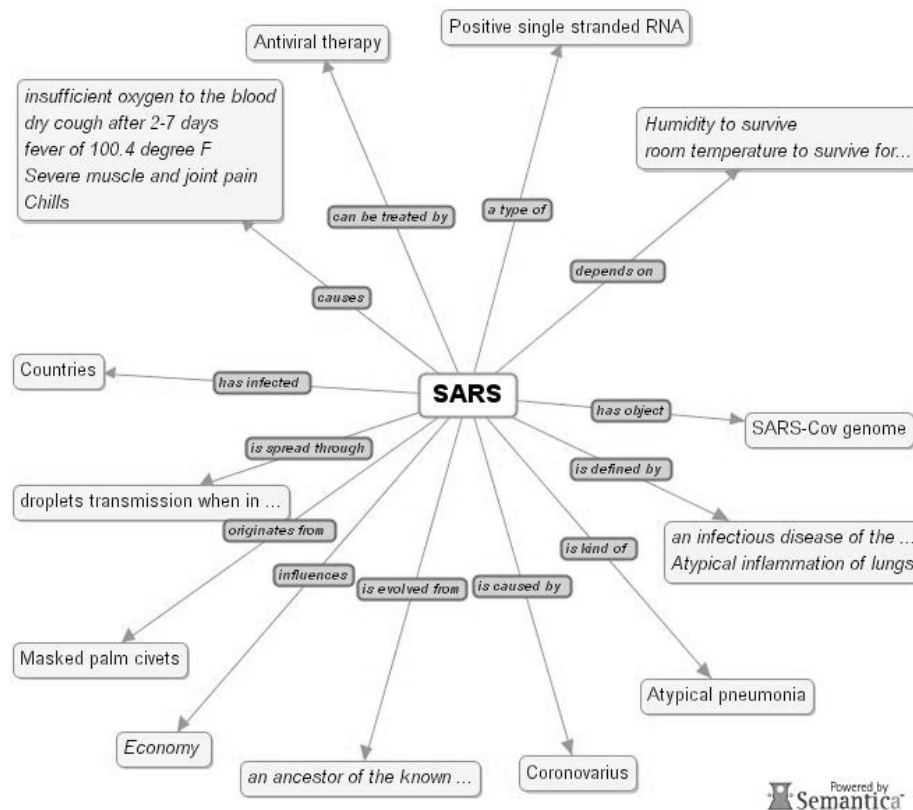 Positive single stranded RNA
Antiviral therapy
insufficient oxygen to the blood
dry cough after 2-7 days
fever of 100.4 degree F
Severe muscle and joint pain
Chills
Humidity to survive
room temperature to survive for...
can be treated by
a type of
depends on
causes
Countries
has infected
SARS
has object
SARS-Cov genome
is spread through
is defined by
droplets transmission when in ...
originates from
an infectious disease of the ...
Atypical inflammation of lungs
is kind of
influences
is evolved from
is caused by
Masked palm civets
Atypical pneumonia
Economy
an ancestor of the known ...
Coronovarius
Powered by
Semantica